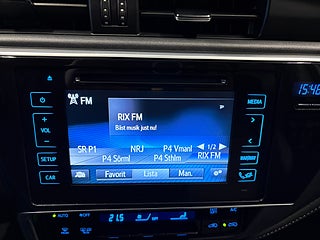 FM
MEDIA
RIX FM
15:48
Bäst musik just nu!
+
VOL
-
SR P1 NRJ P4 Vmanl 1/2
P4 Sörml P4 Sthlm RIX FM
SETUP
CAR
Favorit Lista Man.
AUTO OFF 21.5 A/C